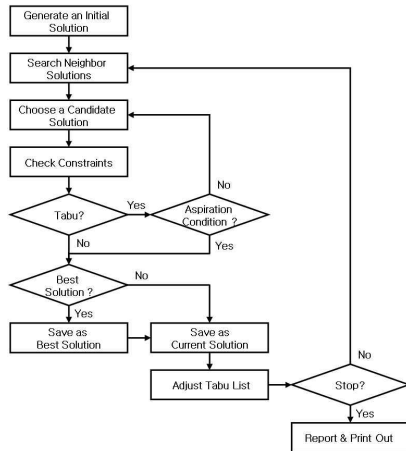 Generate an Initial
Solution
Search Neighbor
Solutions
Choose a Candidate
Solution
Check Constraints
No
Tabu?
Yes
Aspiration
Condition ?
No
Yes
Best
Solution ?
No
Yes
Save as
Best Solution
Save as
Current Solution
No
Adjust Tabu List
Stop?
Yes
Report & Print Out